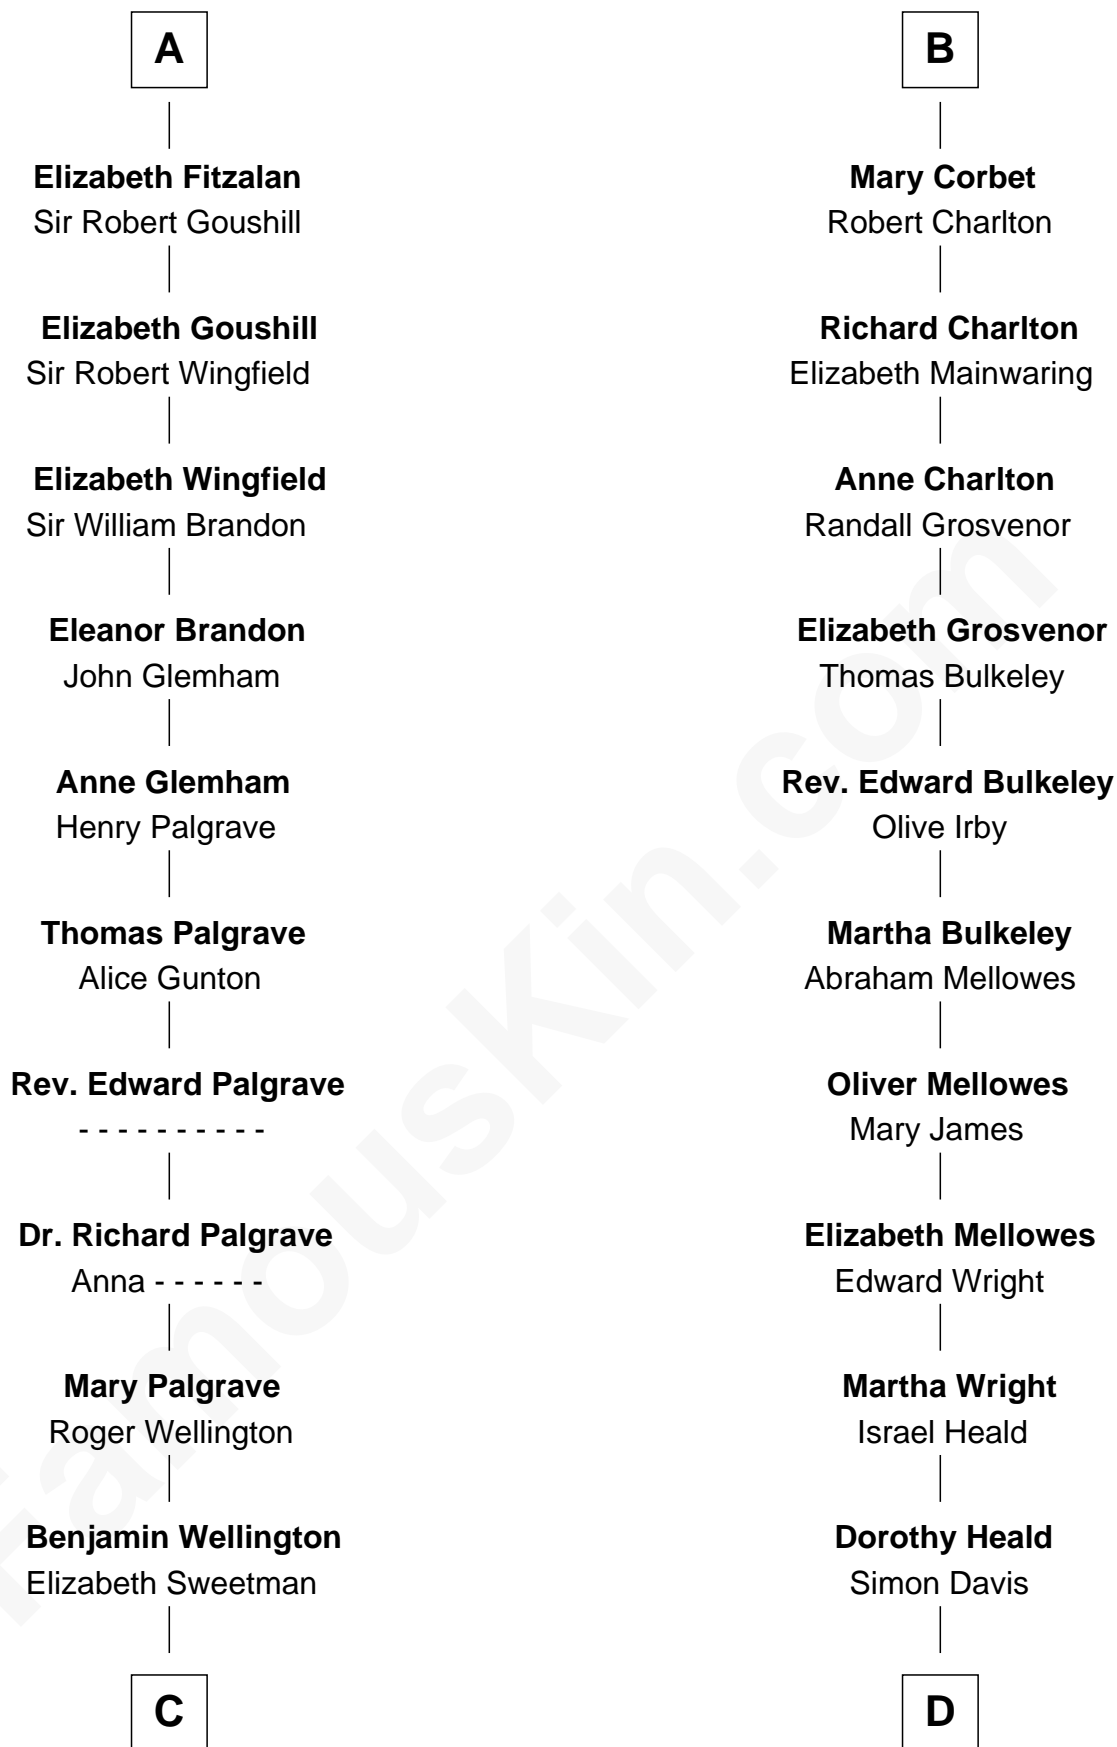 A
Elizabeth Fitzalan
Sir Robert Goushill
Elizabeth Goushill
Sir Robert Wingfield
Elizabeth Wingfield
Sir William Brandon
Eleanor Brandon
John Glemham
Anne Glemham
Henry Palgrave
Thomas Palgrave
Alice Gunton
Rev. Edward Palgrave
- - - - - - - - - -
Dr. Richard Palgrave
Anna - - - - - -
Mary Palgrave
Roger Wellington
Benjamin Wellington
Elizabeth Sweetman
C
B
Mary Corbet
Robert Charlton
Richard Charlton
Elizabeth Mainwaring
Anne Charlton
Randall Grosvenor
Elizabeth Grosvenor
Thomas Bulkeley
Rev. Edward Bulkeley
Olive Irby
Martha Bulkeley
Abraham Mellowes
Oliver Mellowes
Mary James
Elizabeth Mellowes
Edward Wright
Martha Wright
Israel Heald
Dorothy Heald
Simon Davis
D
FamousKin.com